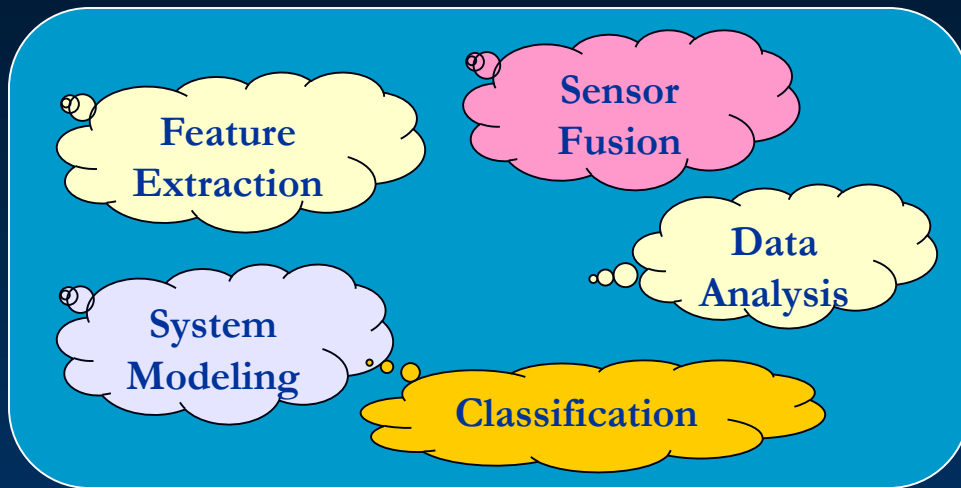 Feature
Extraction
Sensor
Fusion
Data
Analysis
System
Modeling
Classification